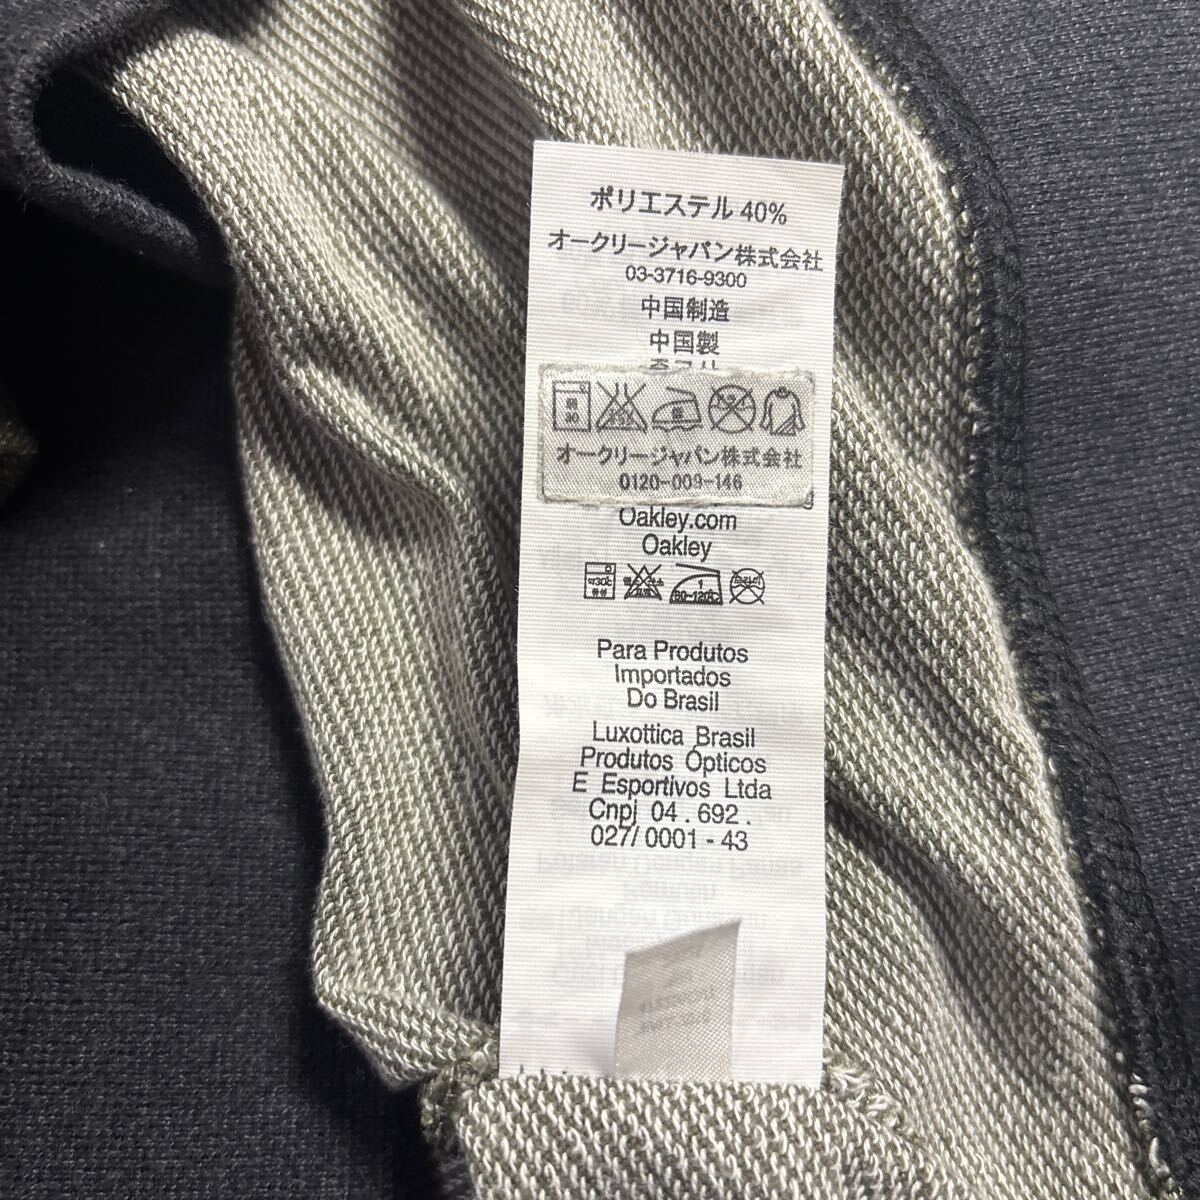 ポリエステル 40%
オークリージャパン株式会社
03-3716-9300
中国制造
中国製
オークリージャパン株式会社
0120-009-146
Oakley.com
Oakley
Para Produtos
Importados
Do Brasil
Luxottica Brasil
Produtos Ópticos
E Esportivos Ltda
Cnpj 04 . 692 .
027/ 0001 - 43